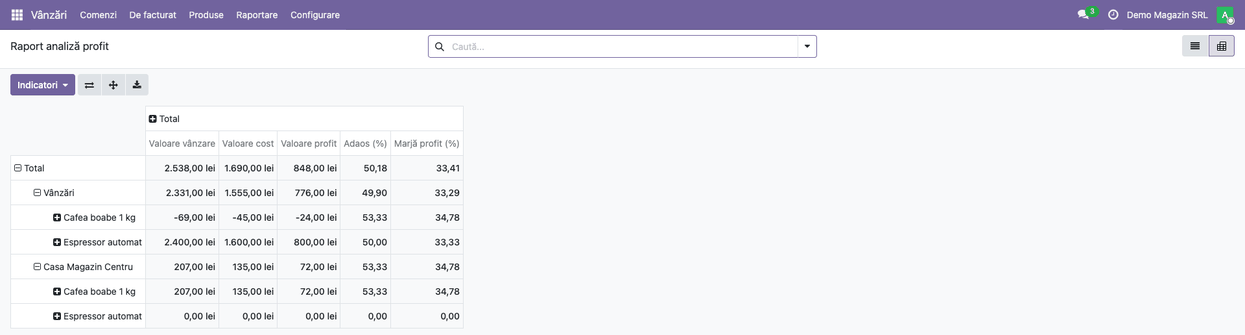 Vânzări Comenzi De facturat Produse Raportare Configurare 3 Demo Magazin SRL A
Raport analiză profit Caută...
Indicatori
Total
Valoare vânzare Valoare cost Valoare profit Adaos (%) Marjă profit (%)
Total 2.538,00 lei 1.690,00 lei 848,00 lei 50,18 33,41
Vânzări 2.331,00 lei 1.555,00 lei 776,00 lei 49,90 33,29
Cafea boabe 1 kg -69,00 lei -45,00 lei -24,00 lei 53,33 34,78
Espressor automat 2.400,00 lei 1.600,00 lei 800,00 lei 50,00 33,33
Casa Magazin Centru 207,00 lei 135,00 lei 72,00 lei 53,33 34,78
Cafea boabe 1 kg 207,00 lei 135,00 lei 72,00 lei 53,33 34,78
Espressor automat 0,00 lei 0,00 lei 0,00 lei 0,00 0,00